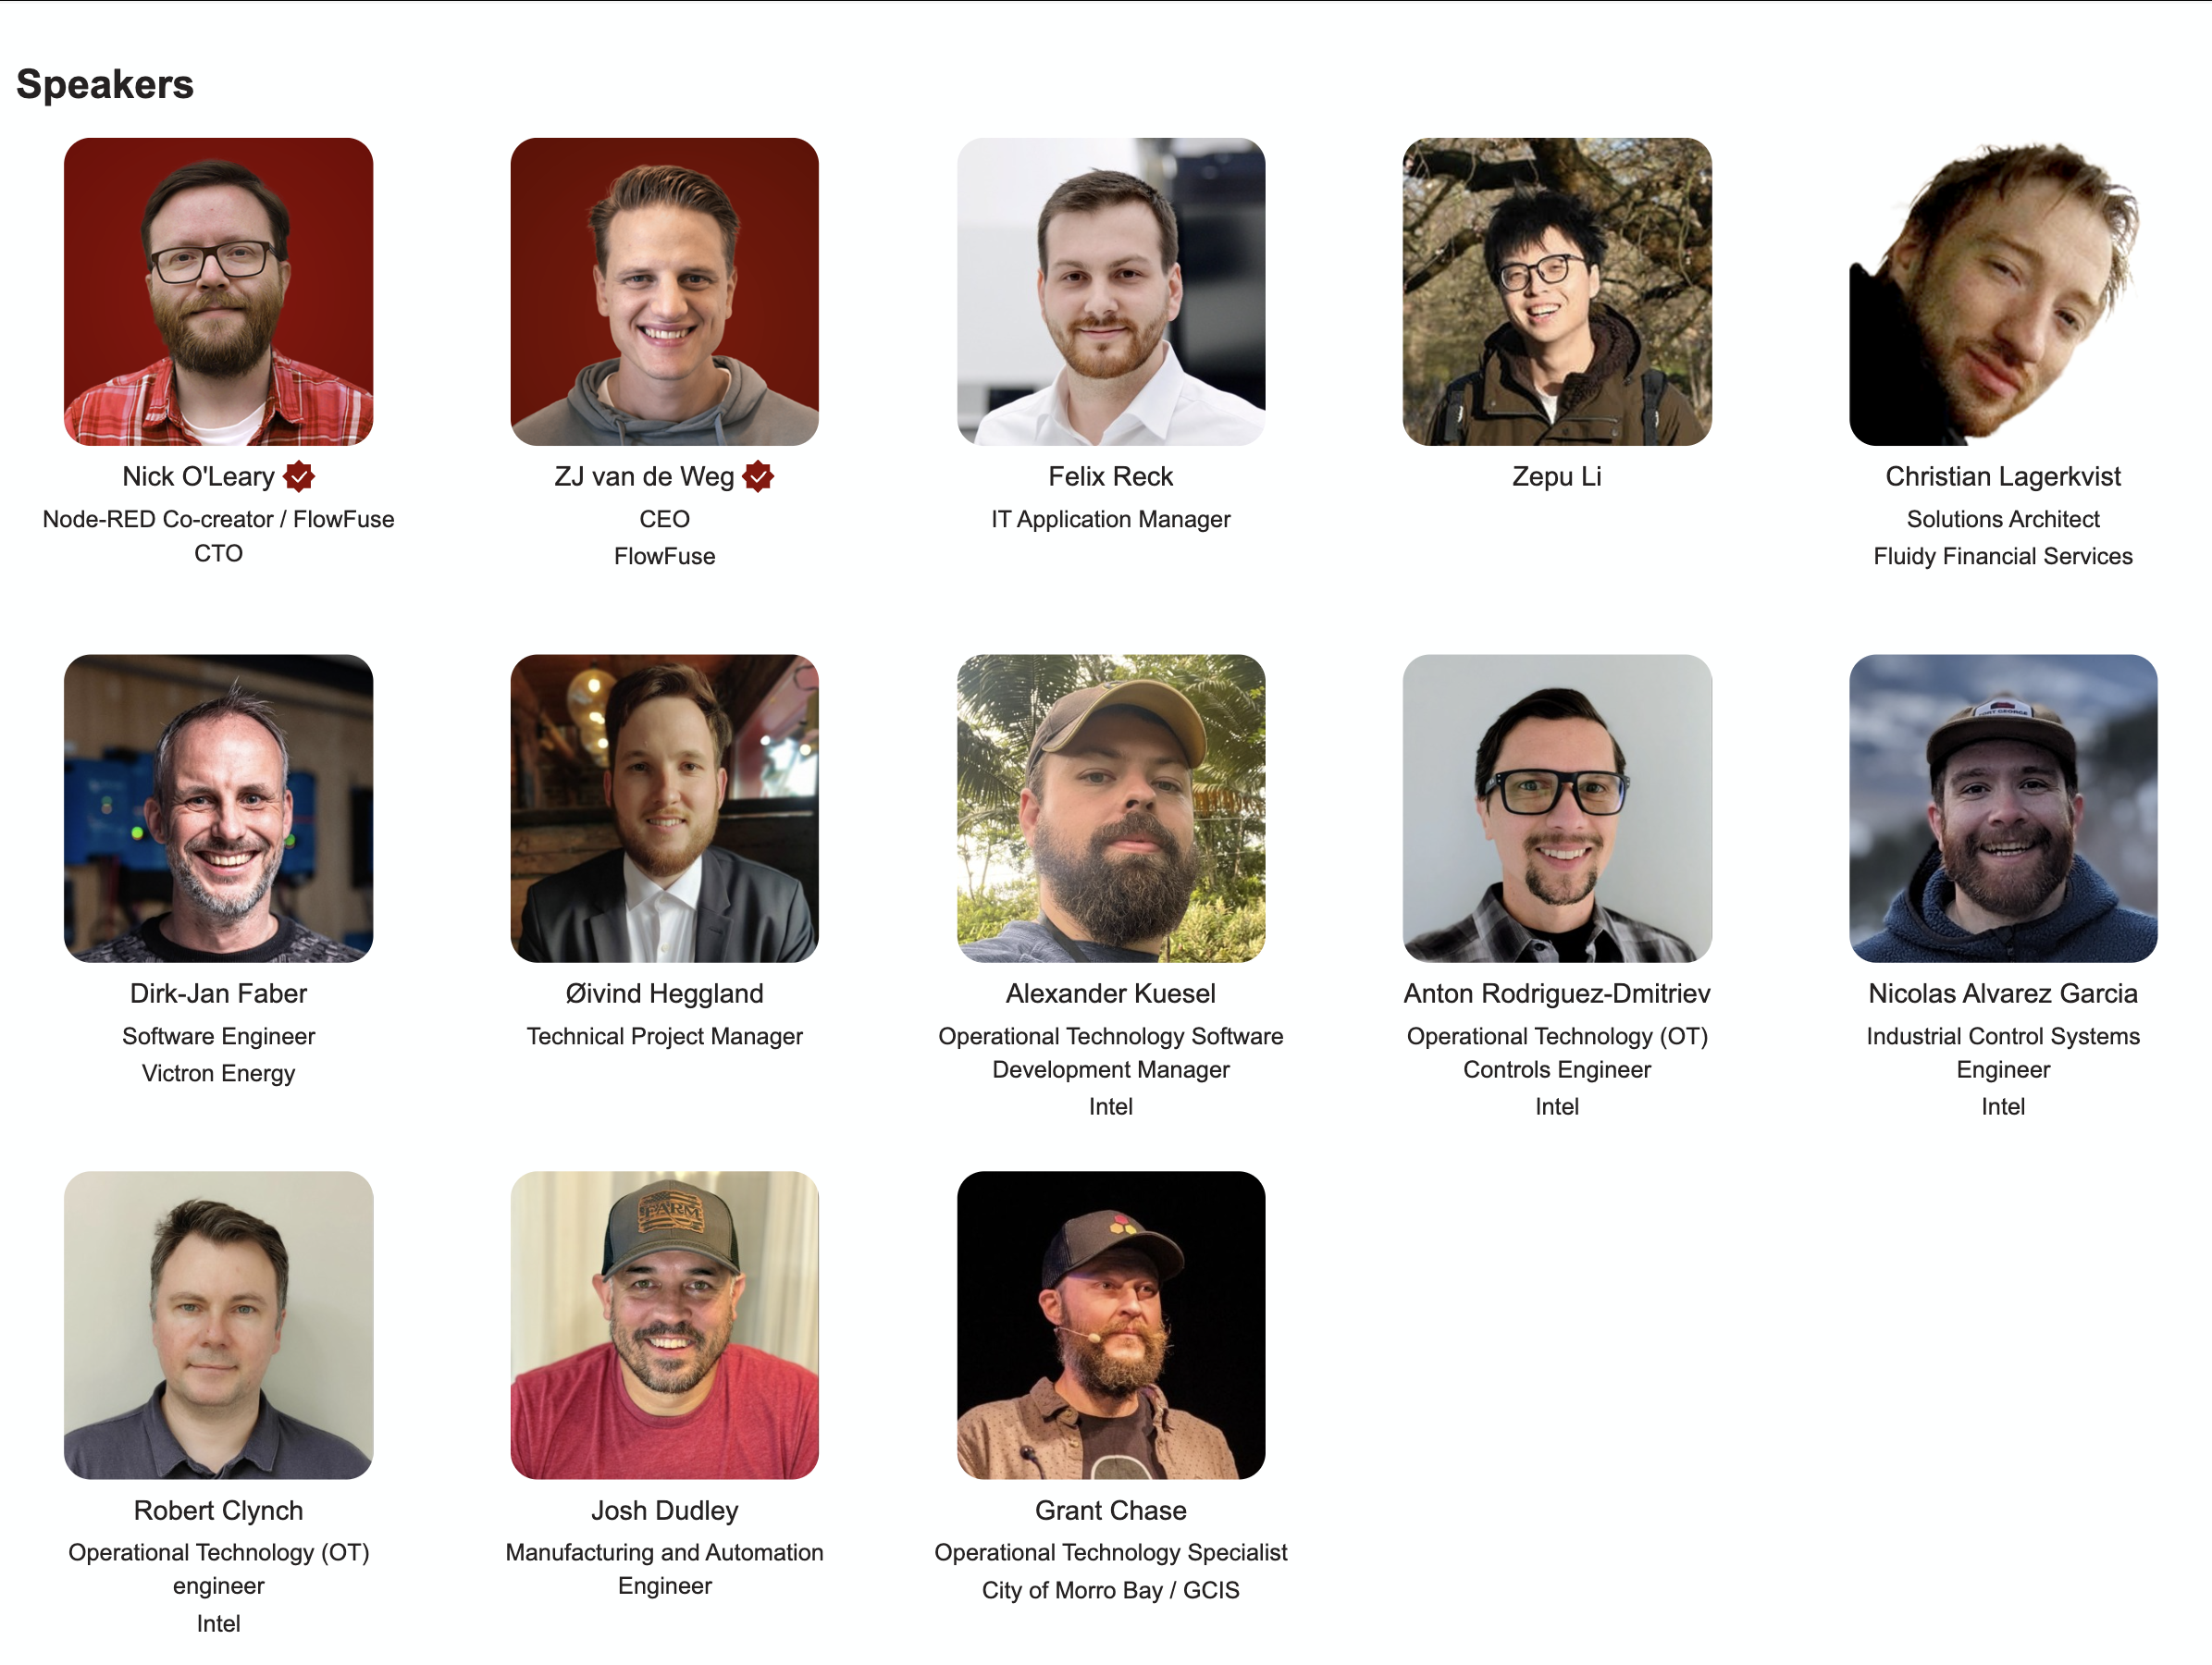 Speakers
Nick O'Leary
Node-RED Co-creator / FlowFuse
CTO
ZJ van de Weg
CEO
FlowFuse
Felix Reck
IT Application Manager
Zepu Li
Christian Lagerkvist
Solutions Architect
Fluidy Financial Services
Dirk-Jan Faber
Software Engineer
Victron Energy
Øivind Heggland
Technical Project Manager
Alexander Kuesel
Operational Technology Software
Development Manager
Intel
Anton Rodriguez-Dmitriev
Operational Technology (OT)
Controls Engineer
Intel
Nicolas Alvarez Garcia
Industrial Control Systems
Engineer
Intel
FARM
Robert Clynch
Operational Technology (OT)
engineer
Intel
Josh Dudley
Manufacturing and Automation
Engineer
Grant Chase
Operational Technology Specialist
City of Morro Bay / GCIS